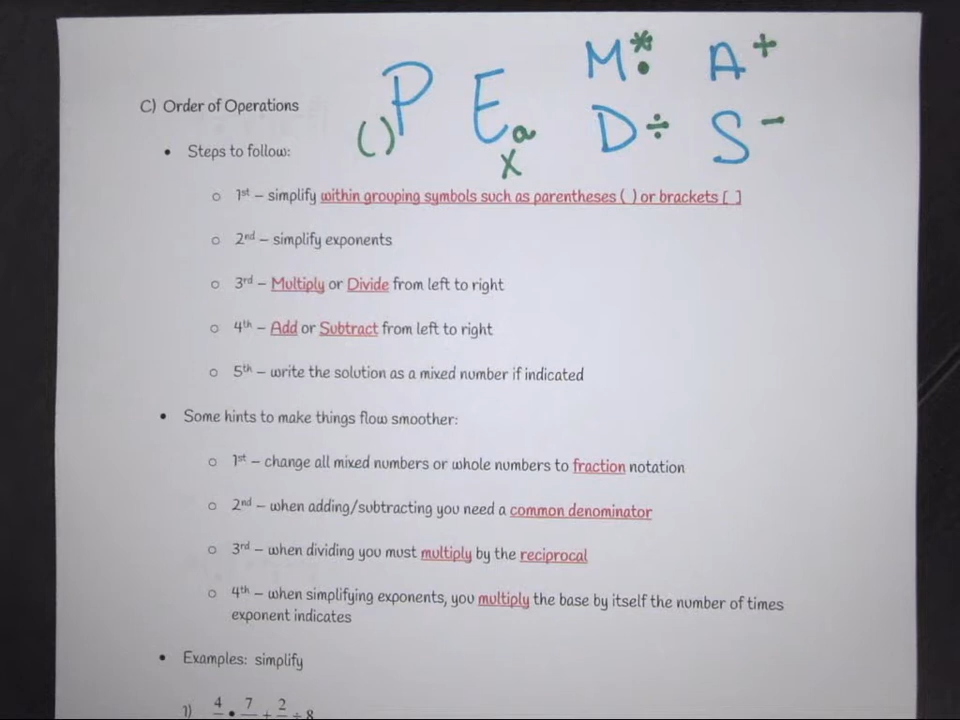 P E M * • A +
( ) a x D ÷ S -
C) Order of Operations
• Steps to follow:
○ 1st – simplify within grouping symbols such as parentheses ( ) or brackets [ ]
○ 2nd – simplify exponents
○ 3rd – Multiply or Divide from left to right
○ 4th – Add or Subtract from left to right
○ 5th – write the solution as a mixed number if indicated
• Some hints to make things flow smoother:
○ 1st – change all mixed numbers or whole numbers to fraction notation
○ 2nd – when adding/subtracting you need a common denominator
○ 3rd – when dividing you must multiply by the reciprocal
○ 4th – when simplifying exponents, you multiply the base by itself the number of times
exponent indicates
• Examples: simplify
1) 4 • 7 + 2 ÷ 8